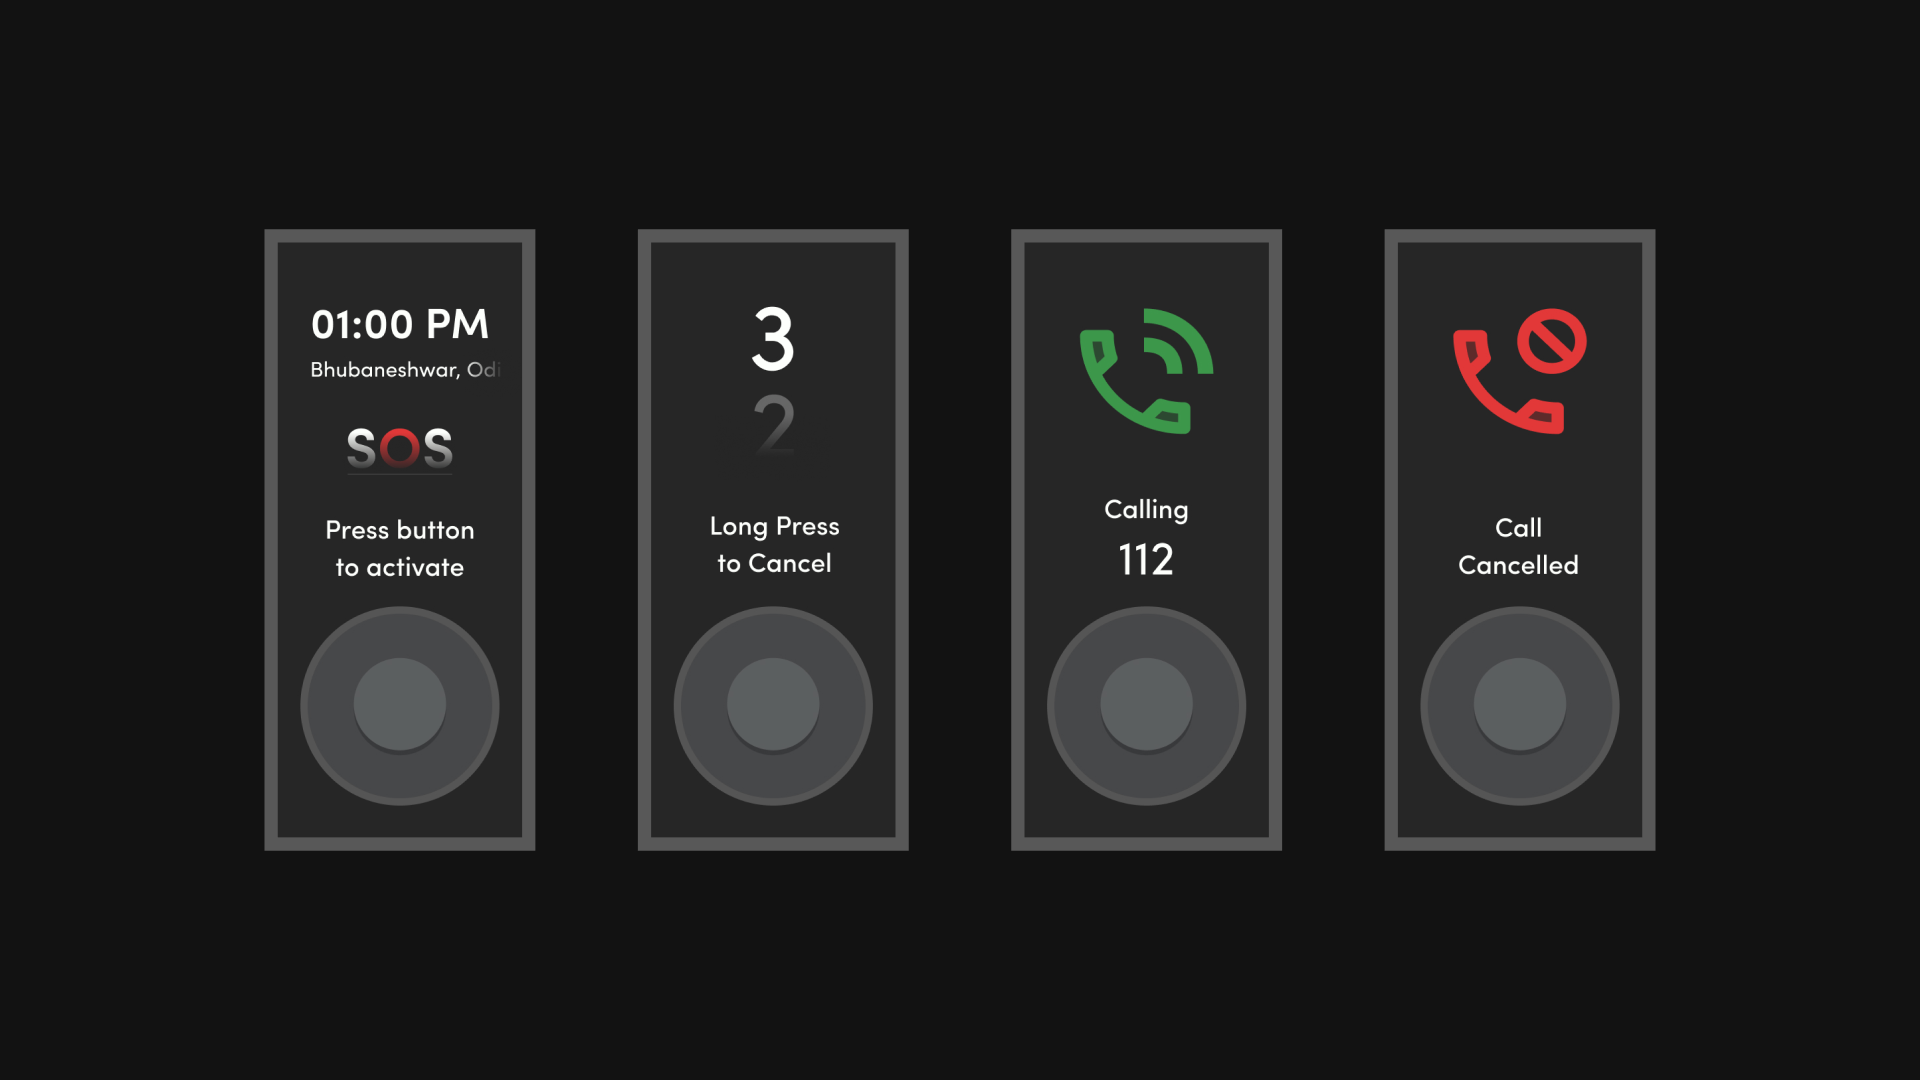 01:00 PM
Bhubaneshwar, Odi
SOS
Press button
to activate
3
2
Long Press
to Cancel
Calling
112
Call
Cancelled